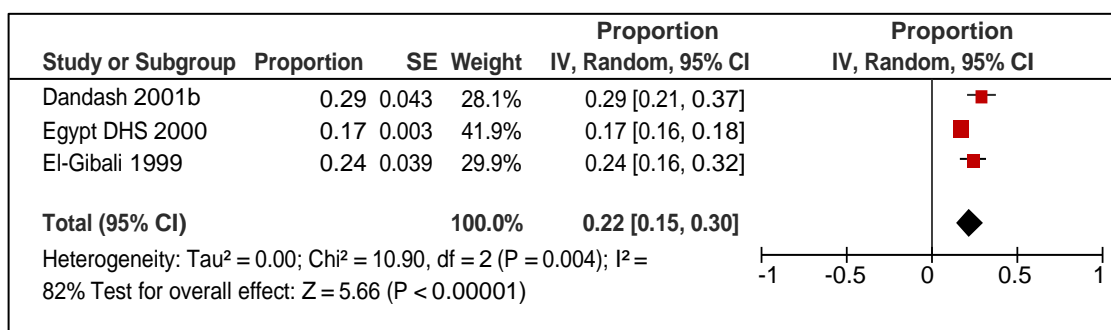 Proportion Proportion
Study or Subgroup Proportion SE Weight IV, Random, 95% CI IV, Random, 95% CI
Dandash 2001b 0.29 0.043 28.1% 0.29 [0.21, 0.37]
Egypt DHS 2000 0.17 0.003 41.9% 0.17 [0.16, 0.18]
El-Gibali 1999 0.24 0.039 29.9% 0.24 [0.16, 0.32]
Total (95% CI) 100.0% 0.22 [0.15, 0.30]
Heterogeneity: Tau² = 0.00; Chi² = 10.90, df = 2 (P = 0.004); I² =
82% Test for overall effect: Z = 5.66 (P < 0.00001)
-1 -0.5 0 0.5 1